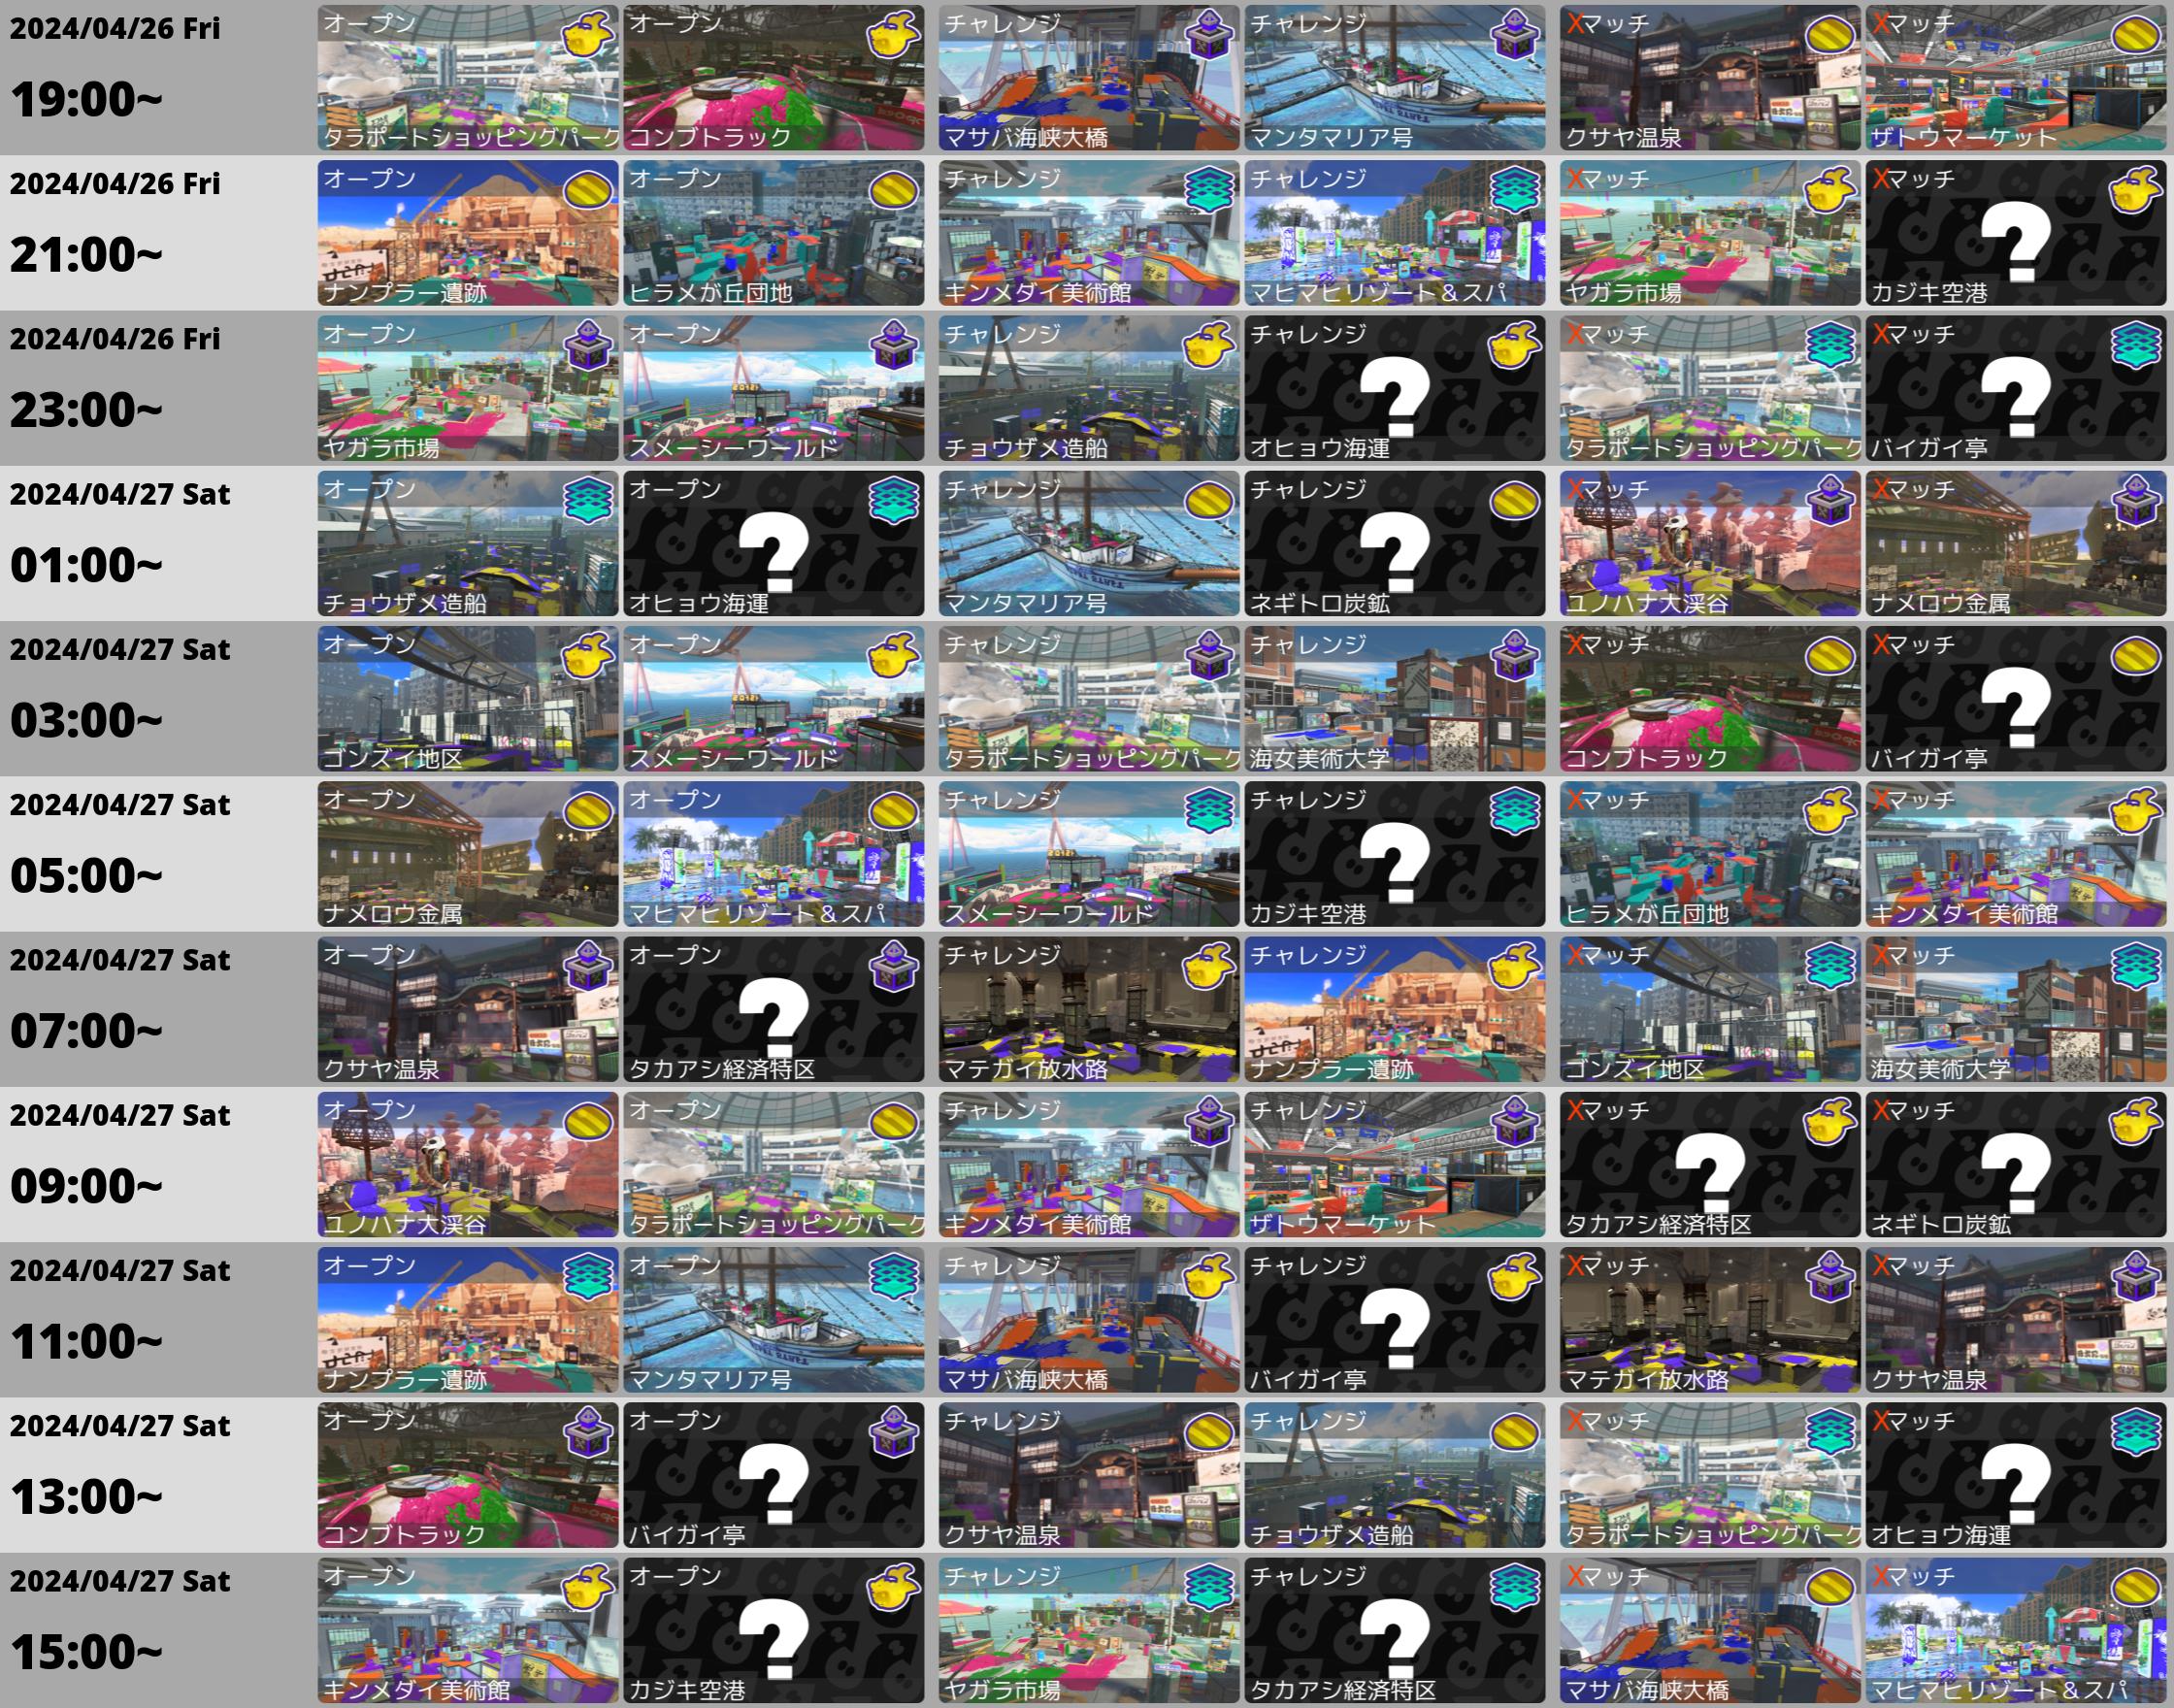 2024/04/26 Fri
19:00~
オープン
タラポートショッピングパーク
オープン
コンブトラック
チャレンジ
マサバ海峡大橋
チャレンジ
マンタマリア号
Xマッチ
クサヤ温泉
Xマッチ
ザトウマーケット
2024/04/26 Fri
21:00~
オープン
ナンプラー遺跡
オープン
ヒラメが丘団地
チャレンジ
キンメダイ美術館
チャレンジ
マヒマヒリゾート&スパ
Xマッチ
ヤガラ市場
Xマッチ
?
カジキ空港
2024/04/26 Fri
23:00~
オープン
ヤガラ市場
オープン
スメーシーワールド
チャレンジ
チョウザメ造船
チャレンジ
?
オヒョウ海運
Xマッチ
タラポートショッピングパーク
Xマッチ
?
バイガイ亭
2024/04/27 Sat
01:00~
オープン
チョウザメ造船
オープン
?
オヒョウ海運
チャレンジ
マンタマリア号
チャレンジ
?
ネギトロ炭鉱
Xマッチ
ユノハナ大渓谷
Xマッチ
ナメロウ金属
2024/04/27 Sat
03:00~
オープン
ゴンズイ地区
オープン
スメーシーワールド
チャレンジ
タラポートショッピングパーク
チャレンジ
海女美術大学
Xマッチ
コンブトラック
Xマッチ
?
バイガイ亭
2024/04/27 Sat
05:00~
オープン
ナメロウ金属
オープン
マヒマヒリゾート&スパ
チャレンジ
スメーシーワールド
チャレンジ
?
カジキ空港
Xマッチ
ヒラメが丘団地
Xマッチ
キンメダイ美術館
2024/04/27 Sat
07:00~
オープン
クサヤ温泉
オープン
?
タカアシ経済特区
チャレンジ
マテガイ放水路
チャレンジ
ナンプラー遺跡
Xマッチ
ゴンズイ地区
Xマッチ
海女美術大学
2024/04/27 Sat
09:00~
オープン
ユノハナ大渓谷
オープン
タラポートショッピングパーク
チャレンジ
キンメダイ美術館
チャレンジ
ザトウマーケット
Xマッチ
?
タカアシ経済特区
Xマッチ
?
ネギトロ炭鉱
2024/04/27 Sat
11:00~
オープン
ナンプラー遺跡
オープン
マンタマリア号
チャレンジ
マサバ海峡大橋
チャレンジ
?
バイガイ亭
Xマッチ
マテガイ放水路
Xマッチ
クサヤ温泉
2024/04/27 Sat
13:00~
オープン
コンブトラック
オープン
?
バイガイ亭
チャレンジ
クサヤ温泉
チャレンジ
チョウザメ造船
Xマッチ
タラポートショッピングパーク
Xマッチ
?
オヒョウ海運
2024/04/27 Sat
15:00~
オープン
キンメダイ美術館
オープン
?
カジキ空港
チャレンジ
ヤガラ市場
チャレンジ
?
タカアシ経済特区
Xマッチ
マサバ海峡大橋
Xマッチ
マヒマヒリゾート&スパ